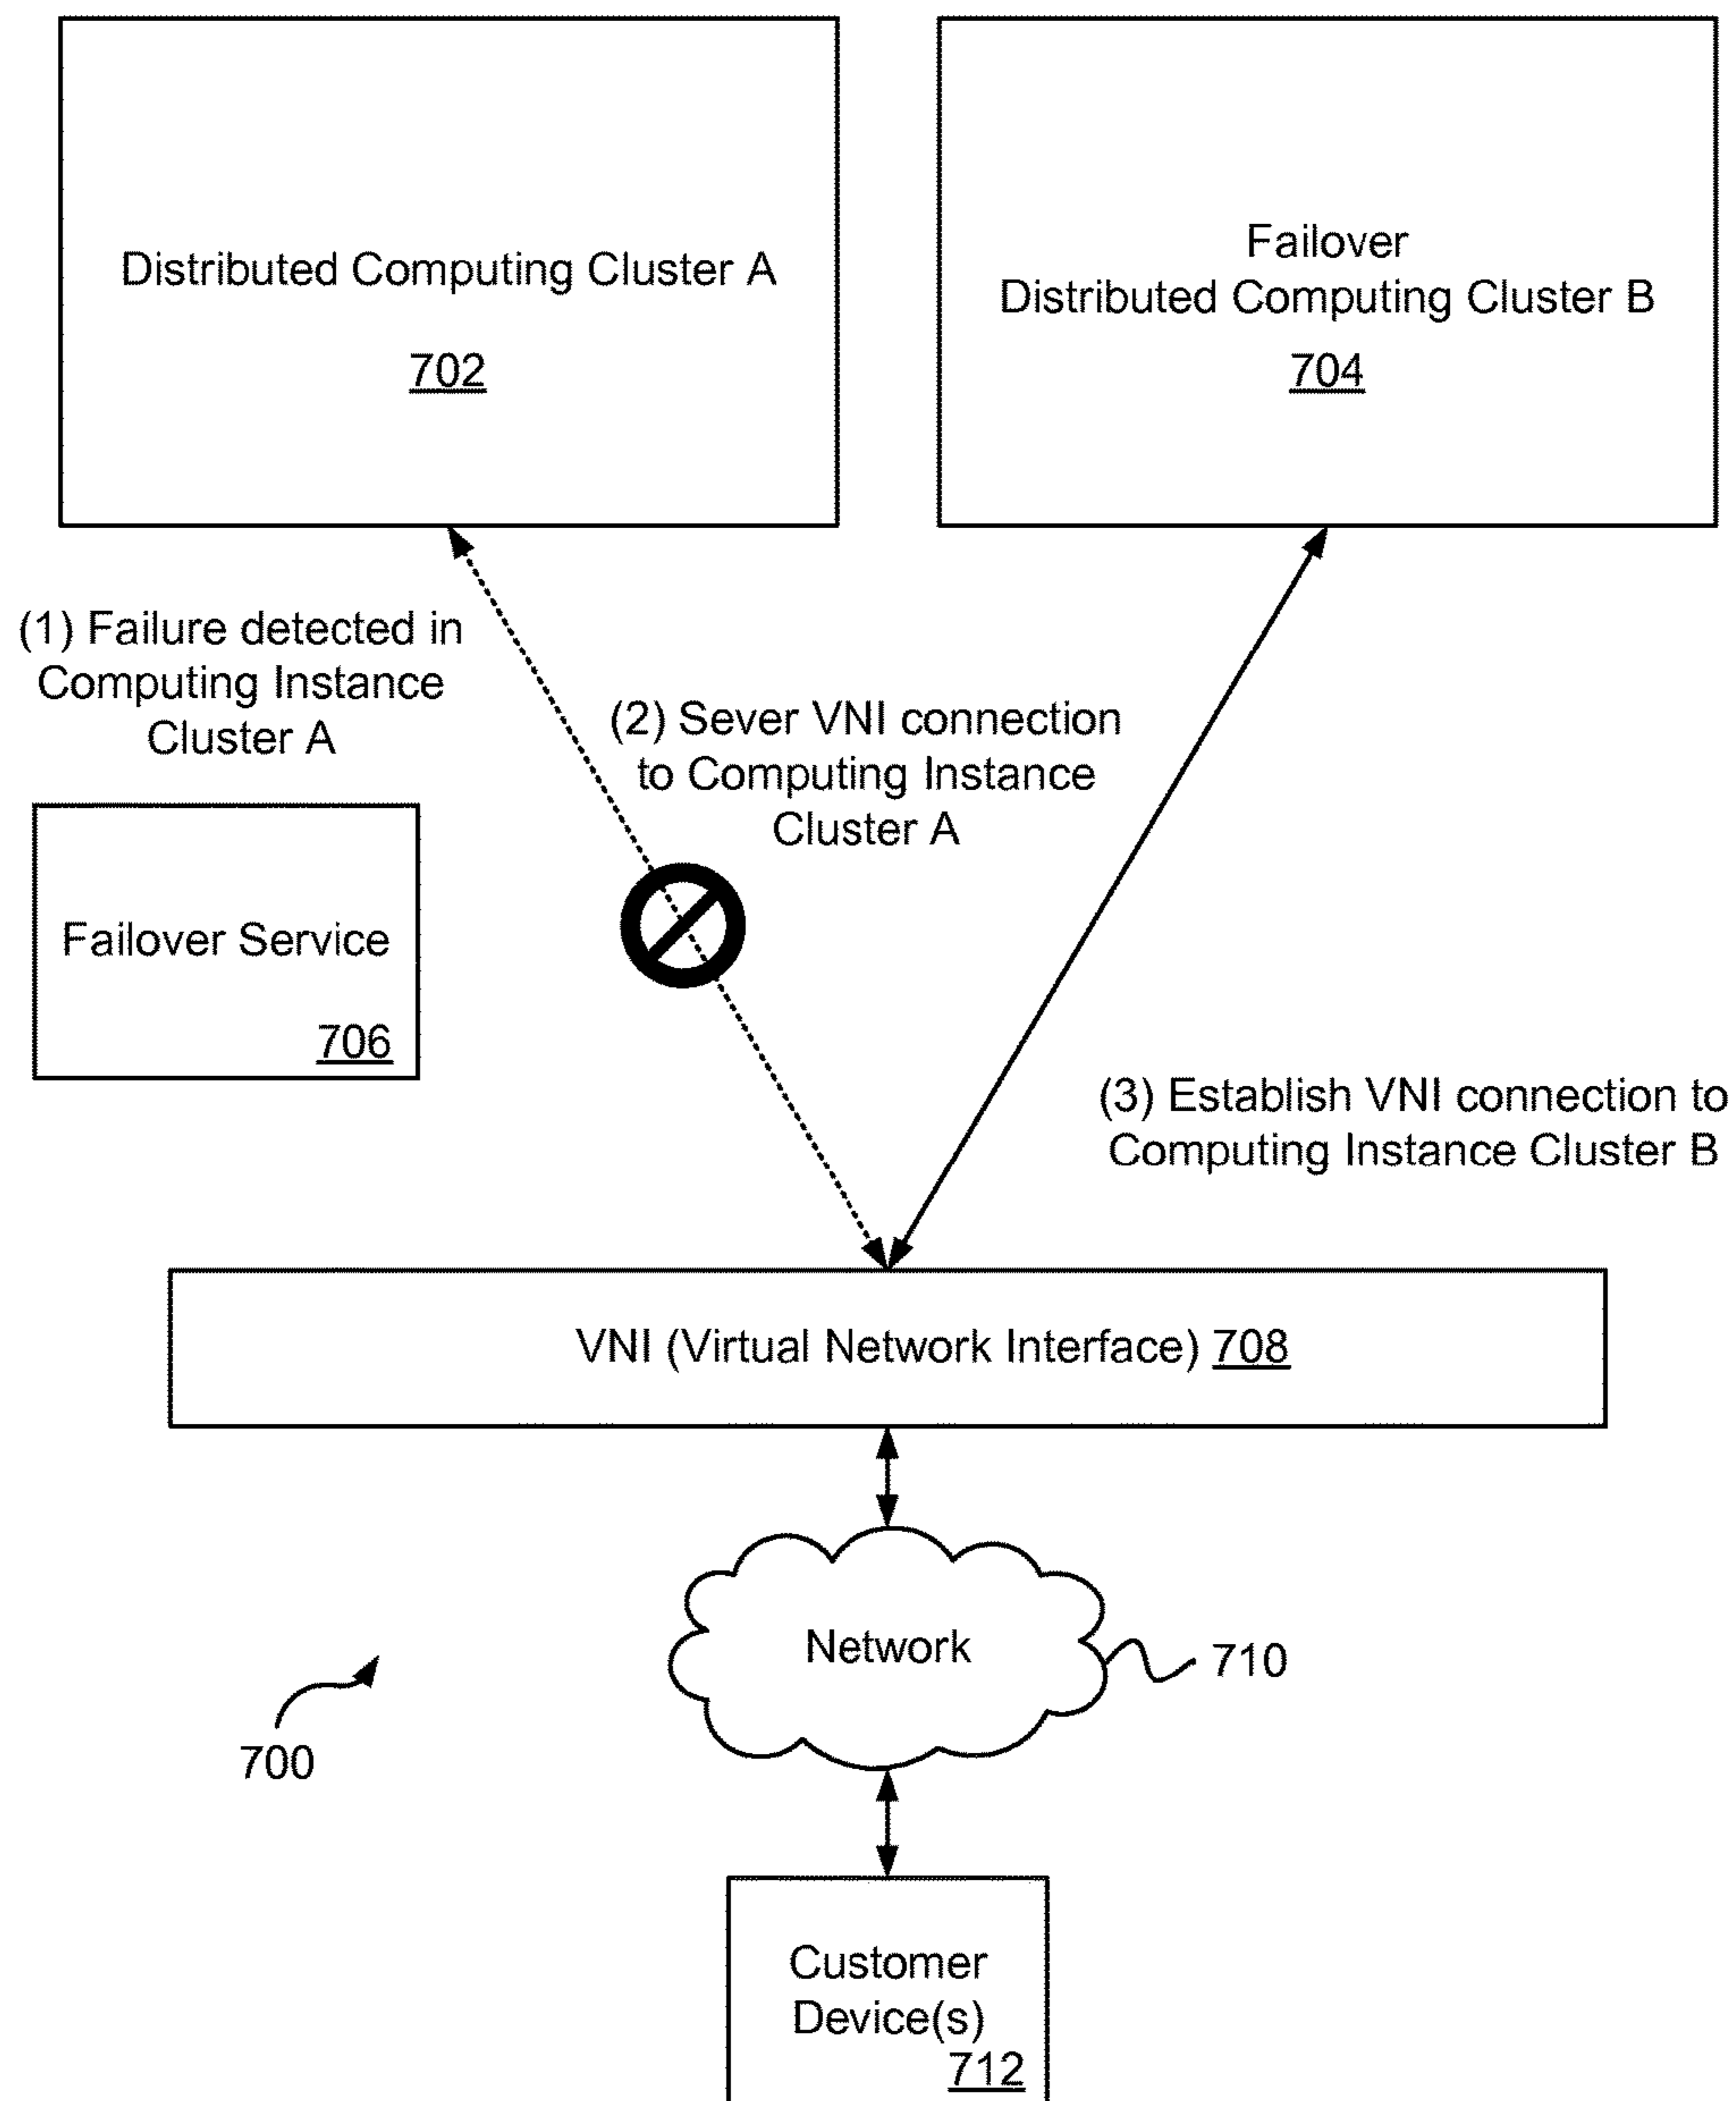 Distributed Computing Cluster A
702
Failover
Distributed Computing Cluster B
704
(1) Failure detected in
Computing Instance
Cluster A
(2) Sever VNI connection
to Computing Instance
Cluster A
Failover Service
706
(3) Establish VNI connection to
Computing Instance Cluster B
VNI (Virtual Network Interface) 708
Network
710
700
Customer
Device(s)
712